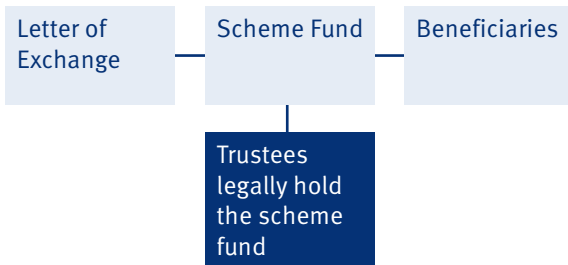 Letter of
Exchange
Scheme Fund
Beneficiaries
Trustees
legally hold
the scheme
fund